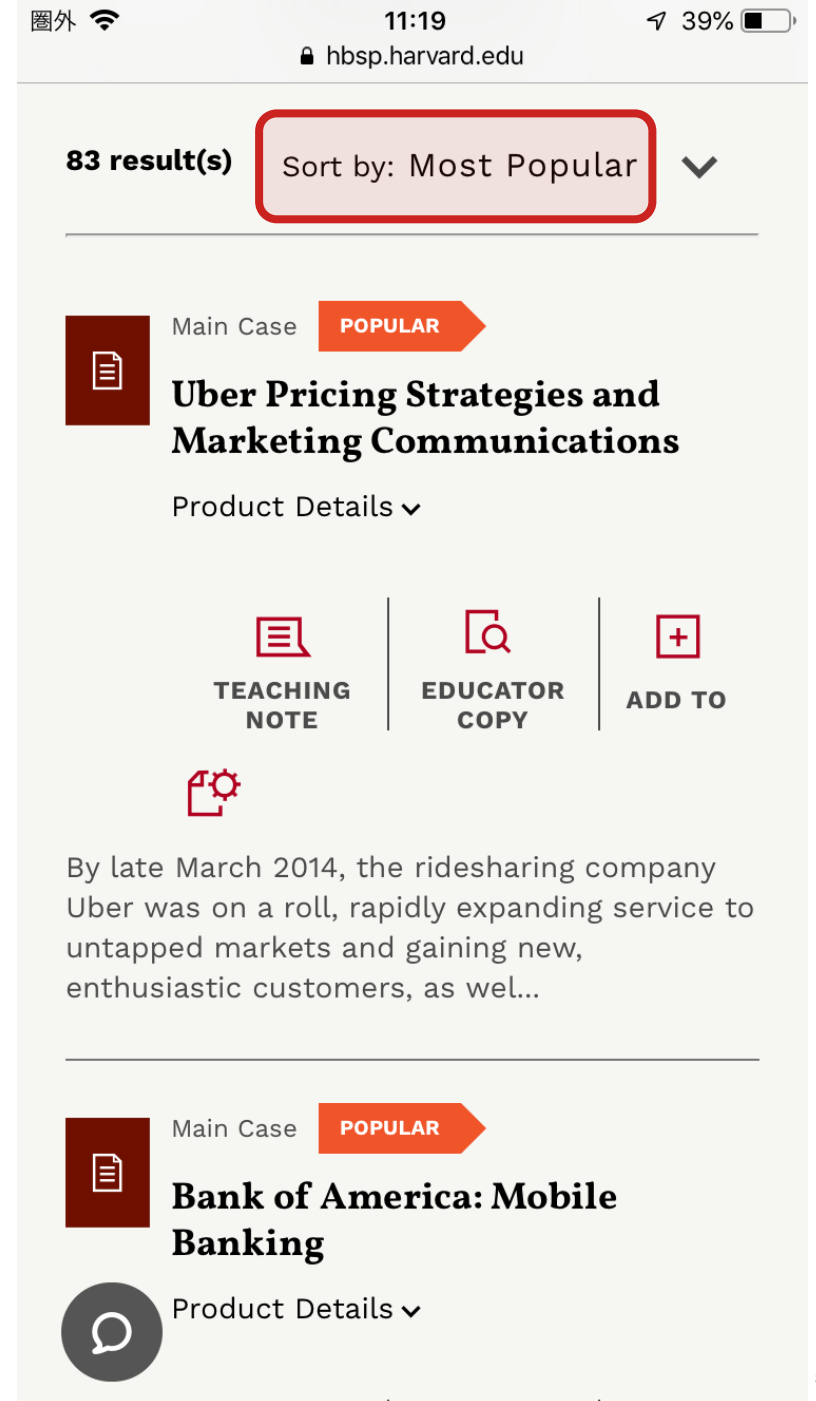 圏外 11:19 39%
hbsp.harvard.edu
83 result(s) Sort by: Most Popular
Main Case POPULAR
Uber Pricing Strategies and
Marketing Communications
Product Details
TEACHING
NOTE
EDUCATOR
COPY
ADD TO
By late March 2014, the ridesharing company
Uber was on a roll, rapidly expanding service to
untapped markets and gaining new,
enthusiastic customers, as wel...
Main Case POPULAR
Bank of America: Mobile
Banking
Product Details